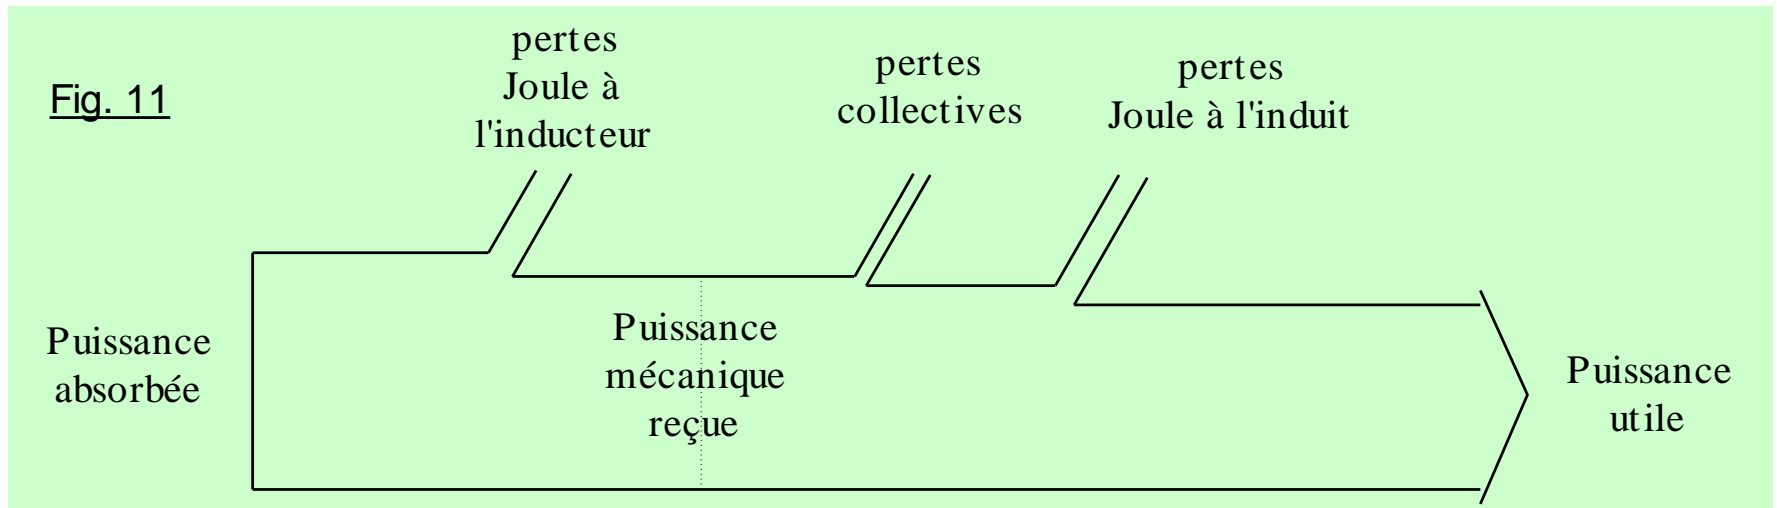 Fig. 11
pertes
Joule à
l'inducteur
pertes
collectives
pertes
Joule à l'induit
Puissance
absorbée
Puissance
mécanique
reçue
Puissance
utile